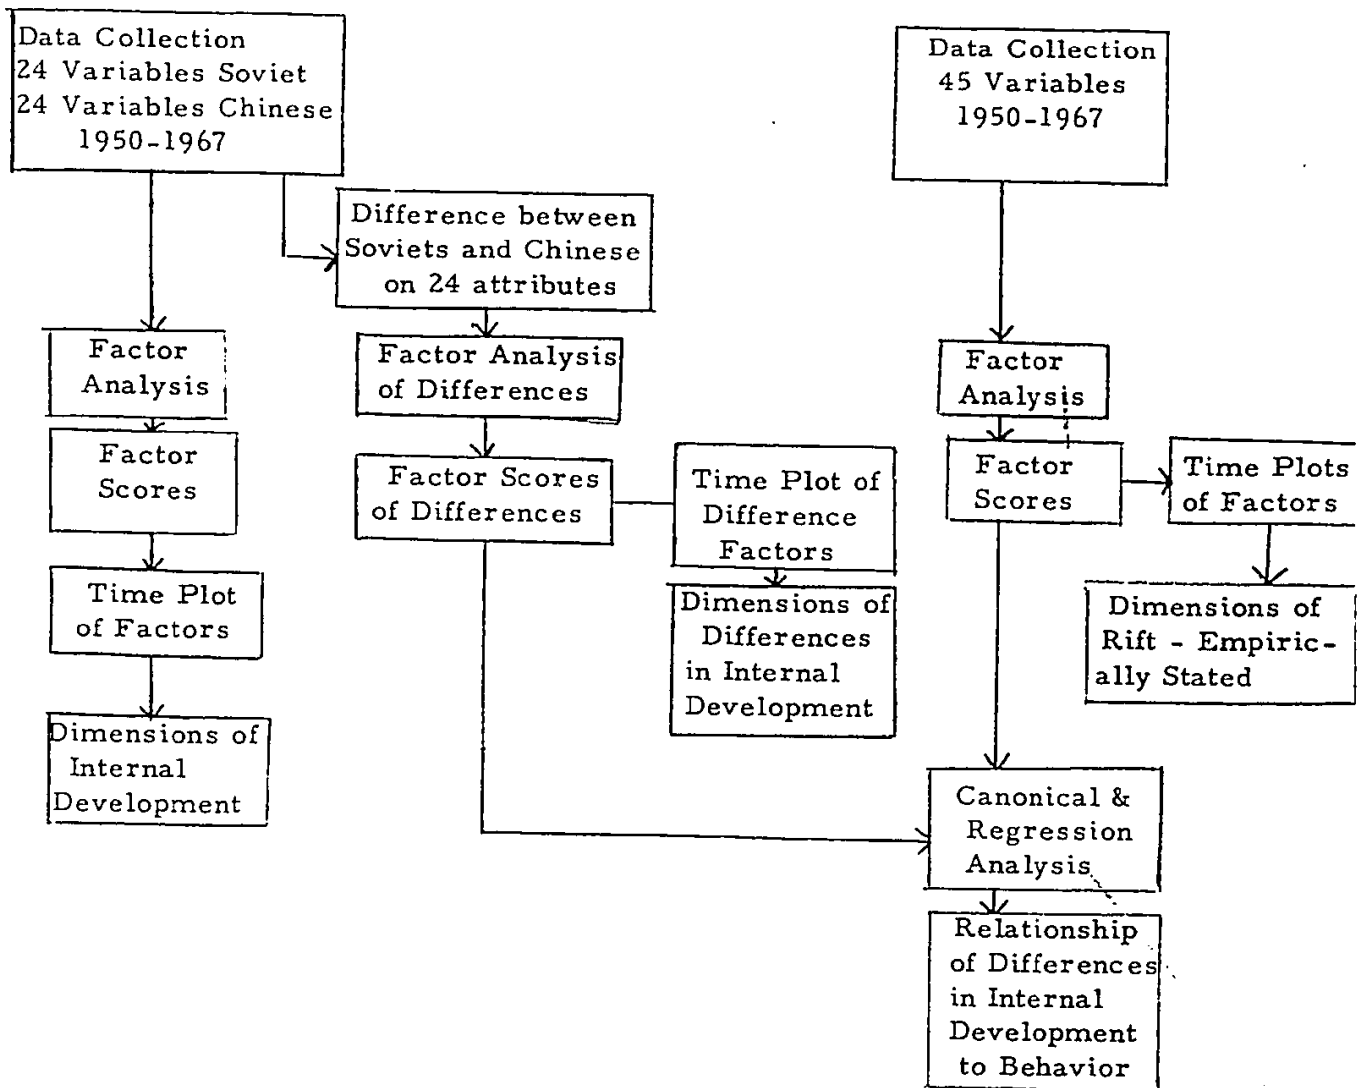 Data Collection
24 Variables Soviet
24 Variables Chinese
1950-1967
Data Collection
45 Variables
1950-1967
Difference between
Soviets and Chinese
on 24 attributes
Factor
Analysis
Factor Analysis
of Differences
Factor
Analysis
Factor
Scores
Factor Scores
of Differences
Time Plot of
Difference
Factors
Factor
Scores
Time Plots
of Factors
Time Plot
of Factors
Dimensions of
Differences
in Internal
Development
Dimensions of
Rift - Empiric-
ally Stated
Dimensions of
Internal
Development
Canonical &
Regression
Analysis
Relationship
of Differences
in Internal
Development
to Behavior